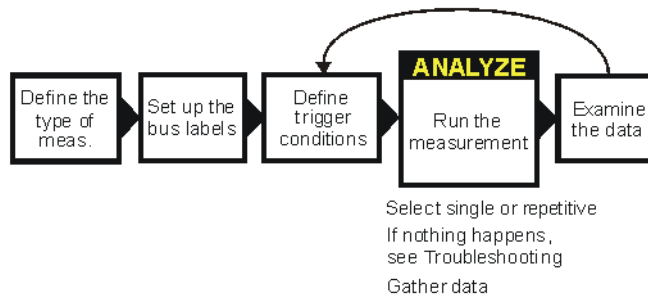 Define the
type of
meas.
Set up the
bus labels
Define
trigger
conditions
ANALYZE
Run the
measurement
Examine
the data
Select single or repetitive
If nothing happens,
see Troubleshooting
Gather data